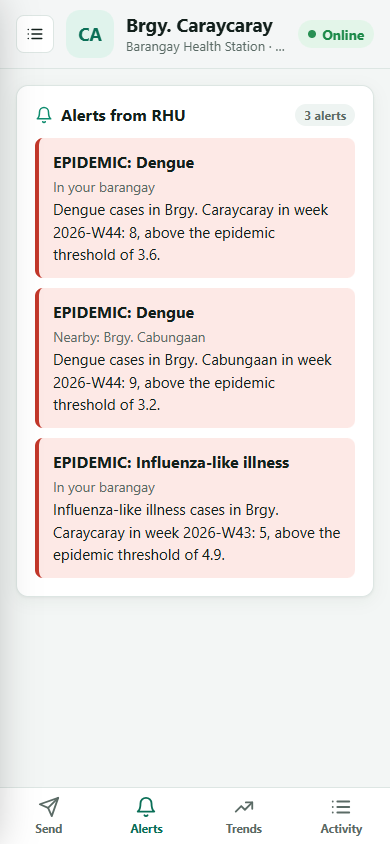 CA
Brgy. Caraycaray
Barangay Health Station · ...
Online
Alerts from RHU
3 alerts
EPIDEMIC: Dengue
In your barangay
Dengue cases in Brgy. Caraycaray in week
2026-W44: 8, above the epidemic
threshold of 3.6.
EPIDEMIC: Dengue
Nearby: Brgy. Cabungaan
Dengue cases in Brgy. Cabungaan in week
2026-W44: 9, above the epidemic
threshold of 3.2.
EPIDEMIC: Influenza-like illness
In your barangay
Influenza-like illness cases in Brgy.
Caraycaray in week 2026-W43: 5, above the
epidemic threshold of 4.9.
Send
Alerts
Trends
Activity